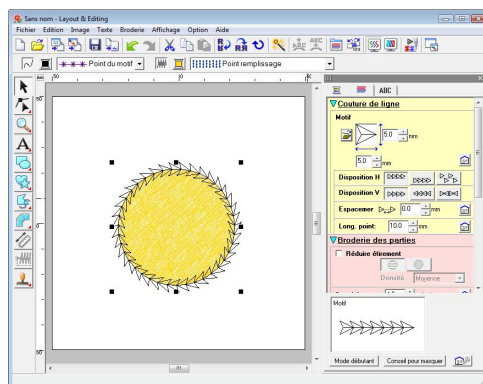 Sans nom - Layout & Editing
Fichier Edition Image Texte Broderie Affichage Option Aide
Point du motif
Point remplissage
ABC
Couture de ligne
Motif
5.0 mm
5.0 mm
Disposition H
Disposition V
Espacemer 0.0 mm
Long. point: 10.0 mm
Broderie des parties
Réduire étirement
Densité Moyenne
Motif
Mode débutant Conseil pour masquer